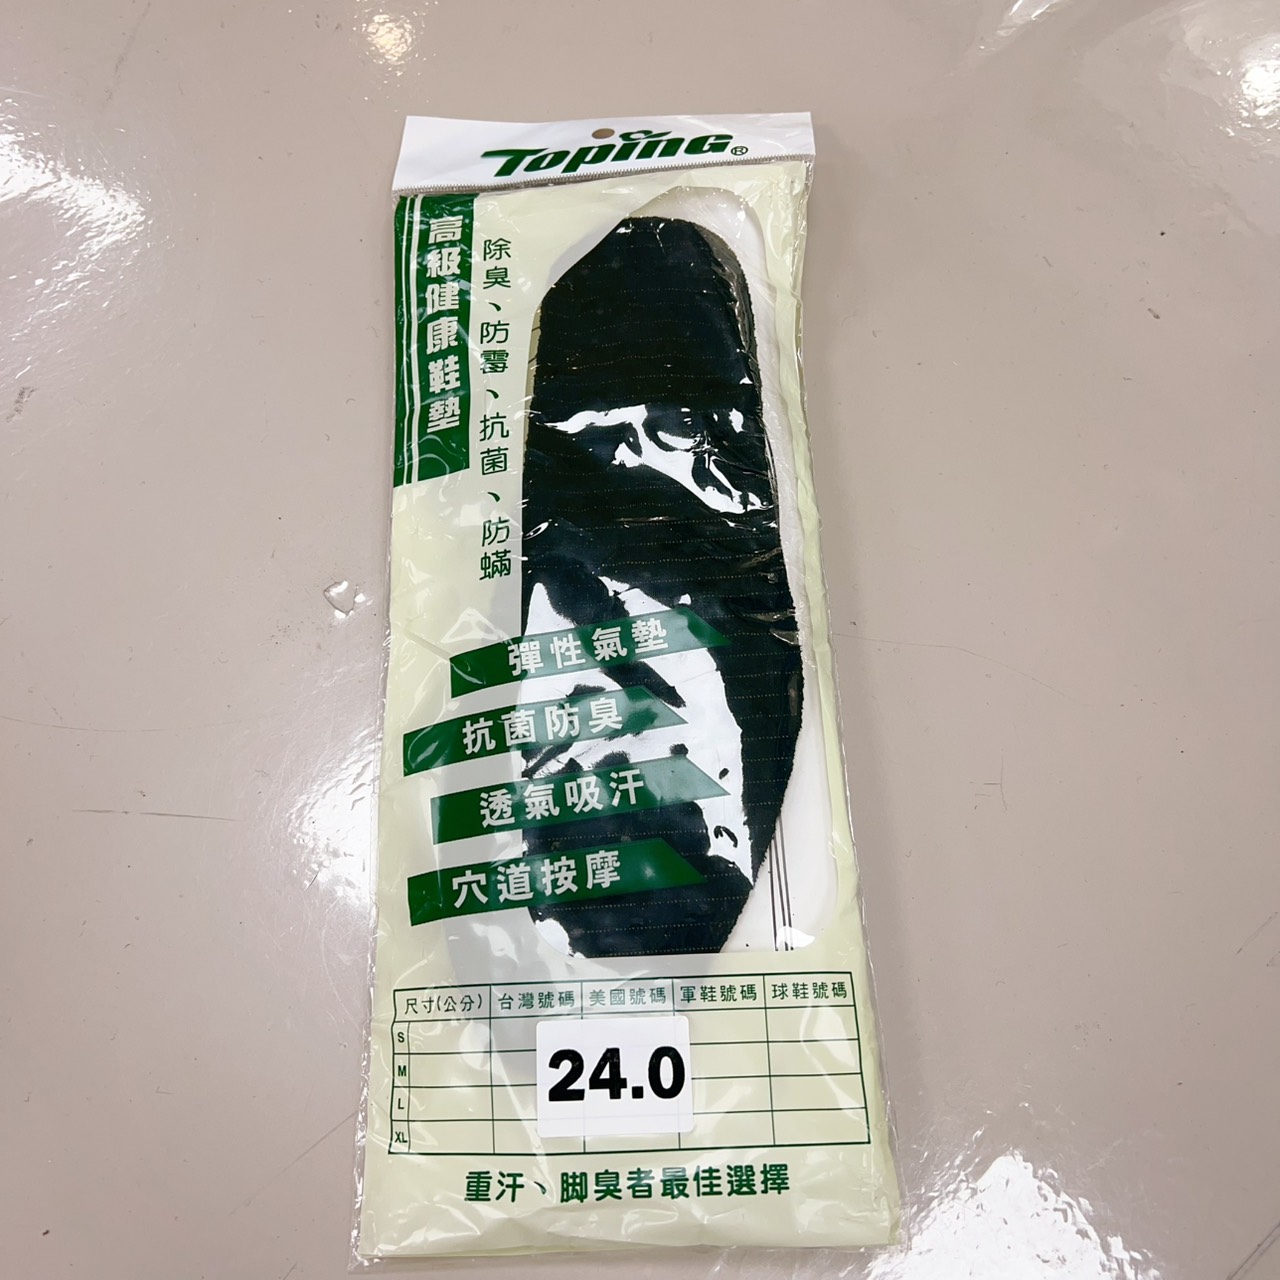 Toping®
高級健康鞋墊
除臭、防霉、抗菌、防蟎
彈性氣墊
抗菌防臭
透氣吸汗
穴道按摩
尺寸(公分) 台灣號碼 美國號碼 軍鞋號碼 球鞋號碼
S
M
L
XL
24.0
重汗、脚臭者最佳選擇